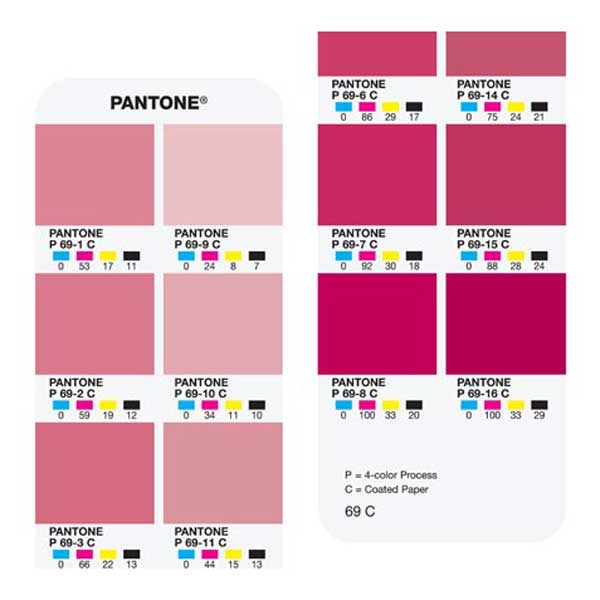 PANTONE®
PANTONE
P 69-1 C
0 53 17 11
PANTONE
P 69-9 C
0 24 8 7
PANTONE
P 69-2 C
0 59 19 12
PANTONE
P 69-10 C
0 34 11 10
PANTONE
P 69-3 C
0 66 22 13
PANTONE
P 69-11 C
0 44 15 13
PANTONE
P 69-6 C
0 86 29 17
PANTONE
P 69-14 C
0 75 24 21
PANTONE
P 69-7 C
0 92 30 18
PANTONE
P 69-15 C
0 88 28 24
PANTONE
P 69-8 C
0 100 33 20
PANTONE
P 69-16 C
0 100 33 29
P = 4-color Process
C = Coated Paper
69 C